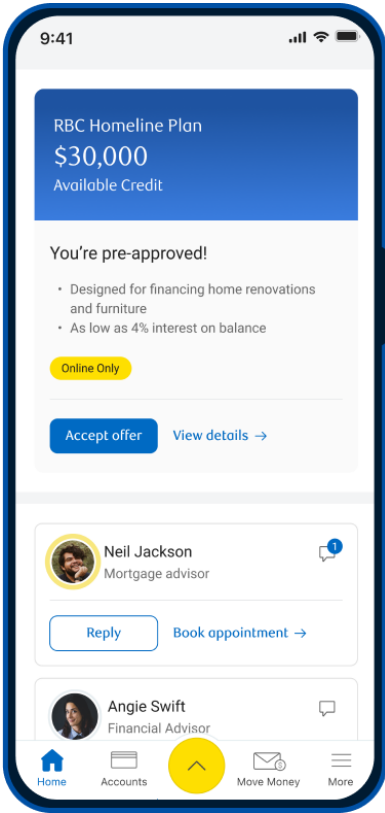 9:41
RBC Homeline Plan
$30,000
Available Credit
You're pre-approved!
• Designed for financing home renovations
and furniture
• As low as 4% interest on balance
Online Only
Accept offer
View details →
Neil Jackson
1
Mortgage advisor
Reply
Book appointment →
Angie Swift
Financial Advisor
Home
Accounts
Move Money
More